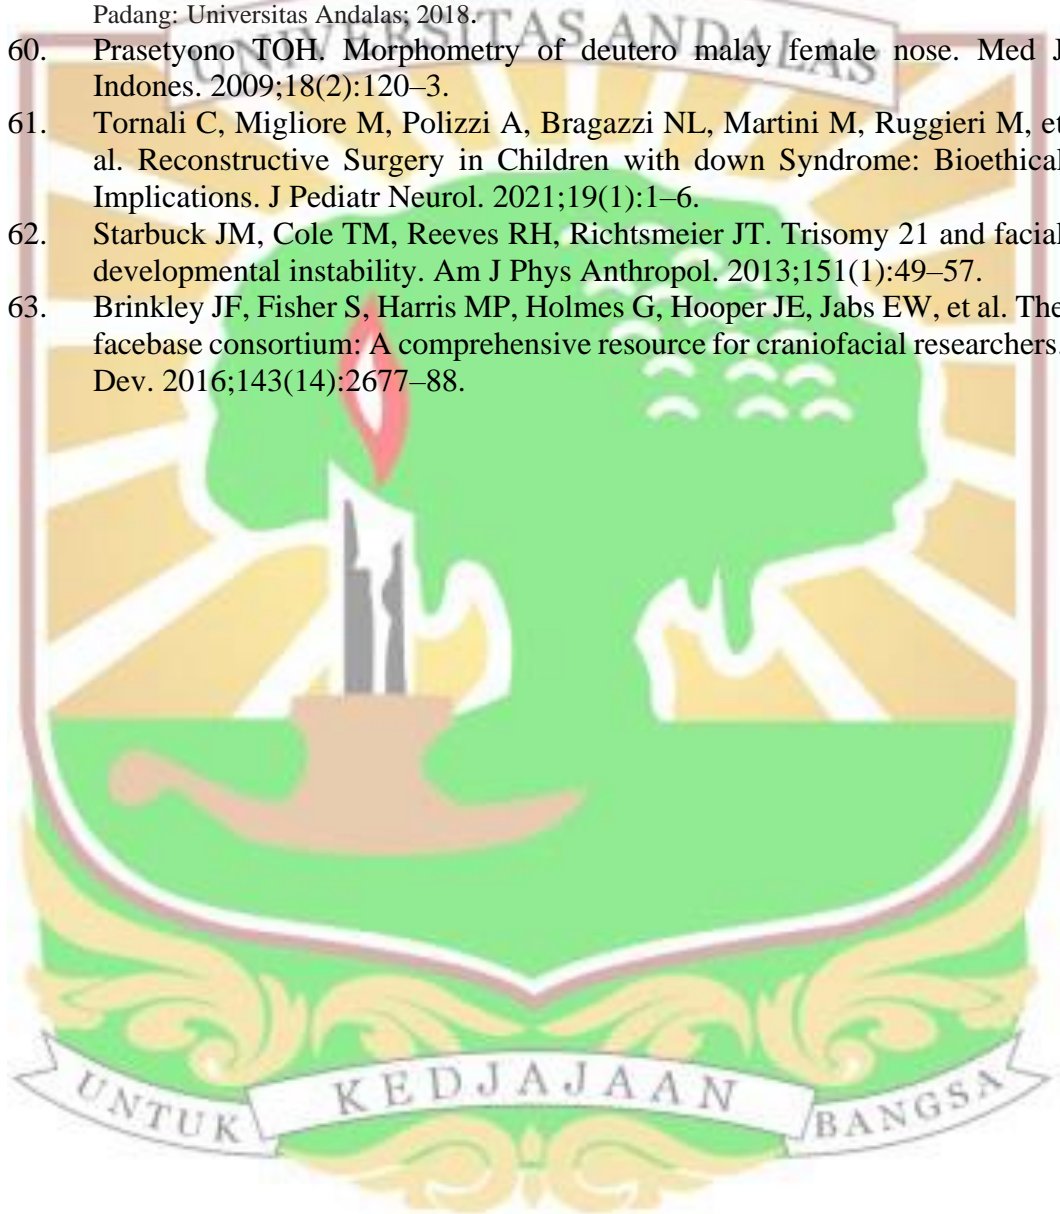 Padang: Universitas Andalas; 2018.
UNIVERSITAS ANDALAS
60. Prasetyono TOH. Morphometry of deutero malay female nose. Med J
Indones. 2009;18(2):120–3.
61. Tornali C, Migliore M, Polizzi A, Bragazzi NL, Martini M, Ruggieri M, et
al. Reconstructive Surgery in Children with down Syndrome: Bioethical
Implications. J Pediatr Neurol. 2021;19(1):1–6.
62. Starbuck JM, Cole TM, Reeves RH, Richtsmeier JT. Trisomy 21 and facial
developmental instability. Am J Phys Anthropol. 2013;151(1):49–57.
63. Brinkley JF, Fisher S, Harris MP, Holmes G, Hooper JE, Jabs EW, et al. The
facebase consortium: A comprehensive resource for craniofacial researchers.
Dev. 2016;143(14):2677–88.
UNTUK KEDJAJAAN BANGSA